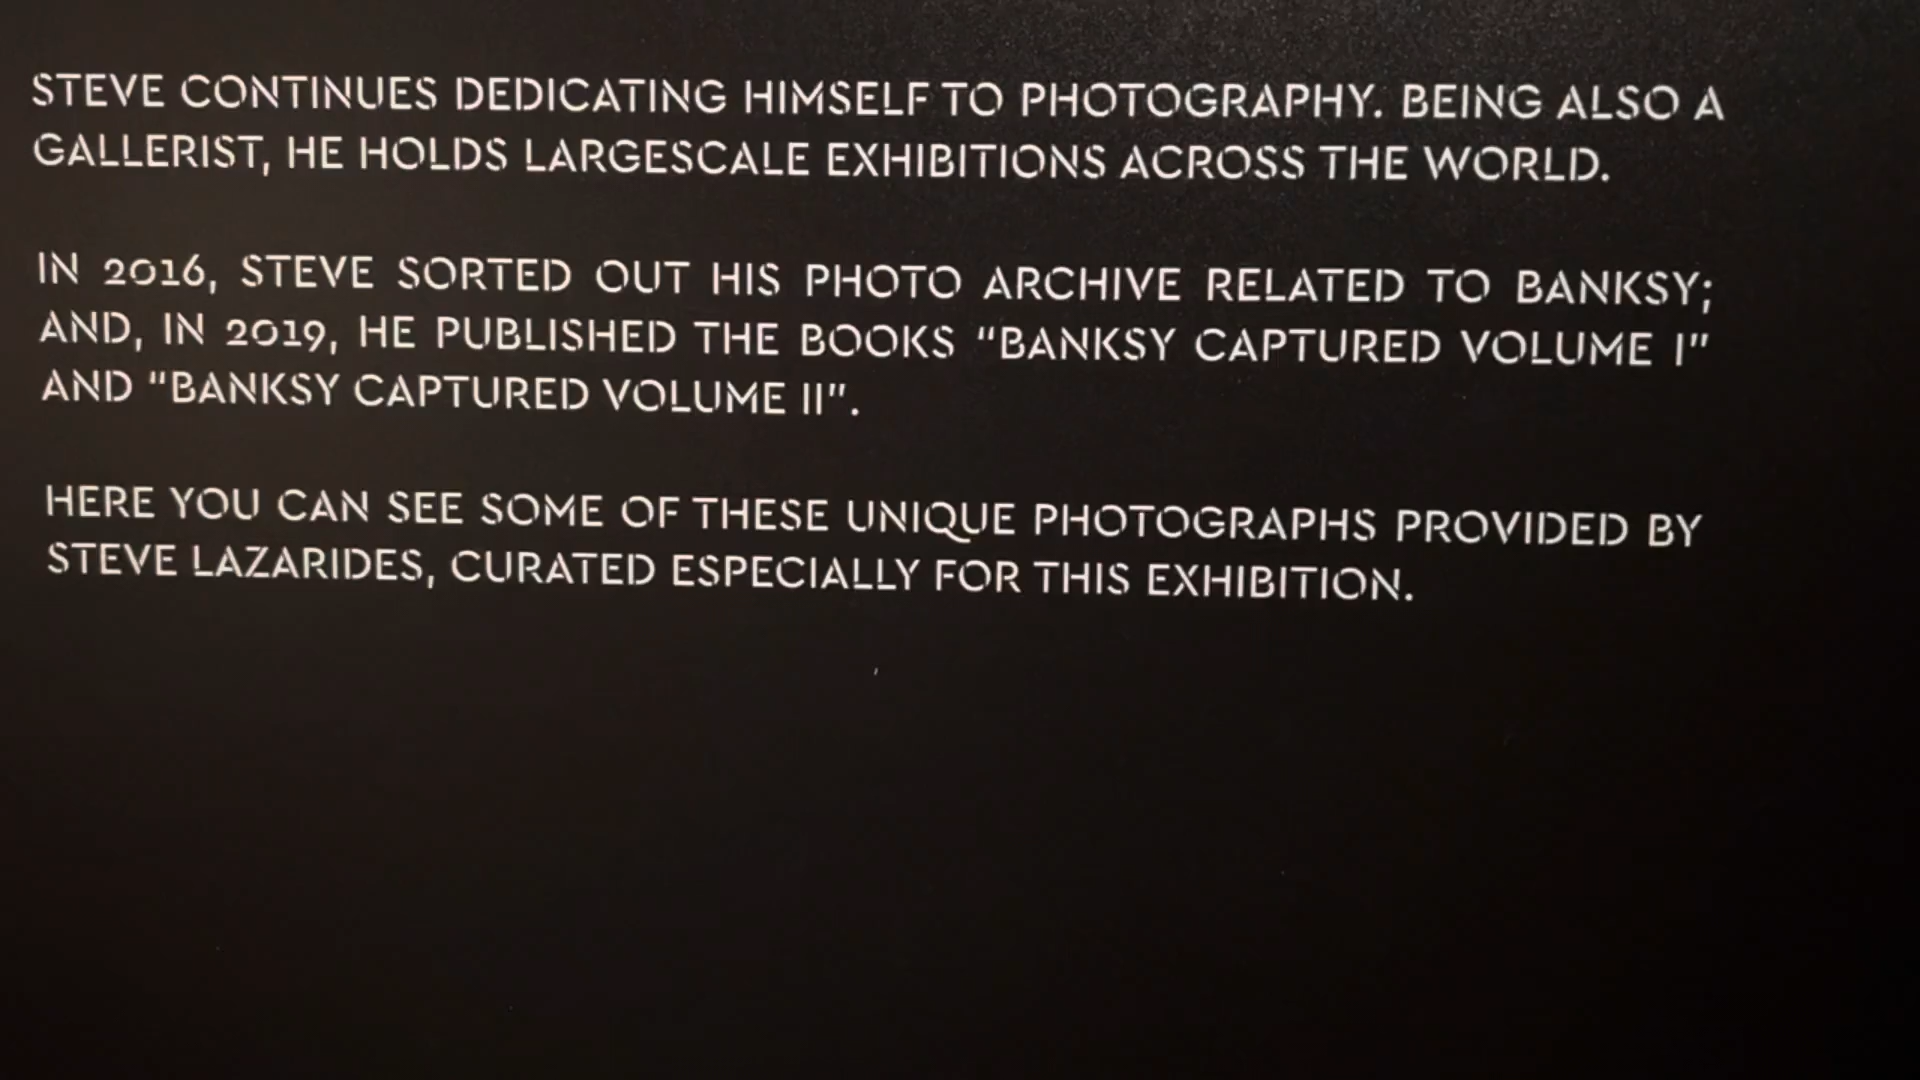 STEVE CONTINUES DEDICATING HIMSELF TO PHOTOGRAPHY. BEING ALSO A
GALLERIST, HE HOLDS LARGESCALE EXHIBITIONS ACROSS THE WORLD.
IN 2016, STEVE SORTED OUT HIS PHOTO ARCHIVE RELATED TO BANKSY;
AND, IN 2019, HE PUBLISHED THE BOOKS “BANKSY CAPTURED VOLUME I”
AND “BANKSY CAPTURED VOLUME II”.
HERE YOU CAN SEE SOME OF THESE UNIQUE PHOTOGRAPHS PROVIDED BY
STEVE LAZARIDES, CURATED ESPECIALLY FOR THIS EXHIBITION.